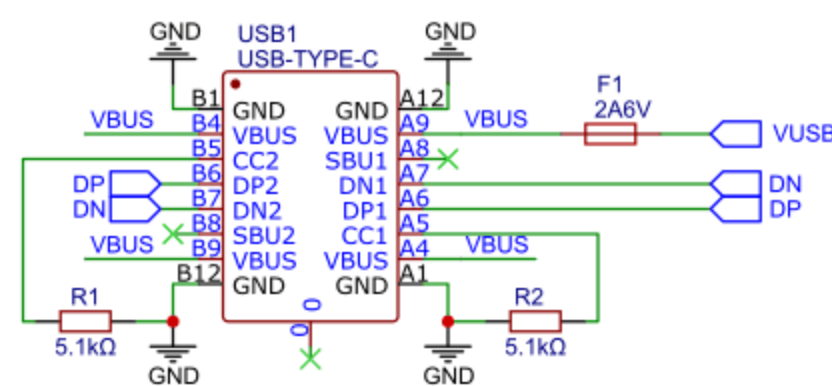 GND
USB1
USB-TYPE-C
GND
F1
2A6V
B1
GND
GND
A12
VBUS
B4
VBUS
VBUS
A9
VBUS
VUSB
B5
CC2
SBU1
A8
DP
B6
DP2
DN1
A7
DN
DN
B7
DN2
DP1
A6
DP
B8
SBU2
CC1
A5
VBUS
B9
VBUS
VBUS
A4
VBUS
B12
GND
GND
A1
R1
5.1kΩ
0
0
R2
5.1kΩ
GND
GND